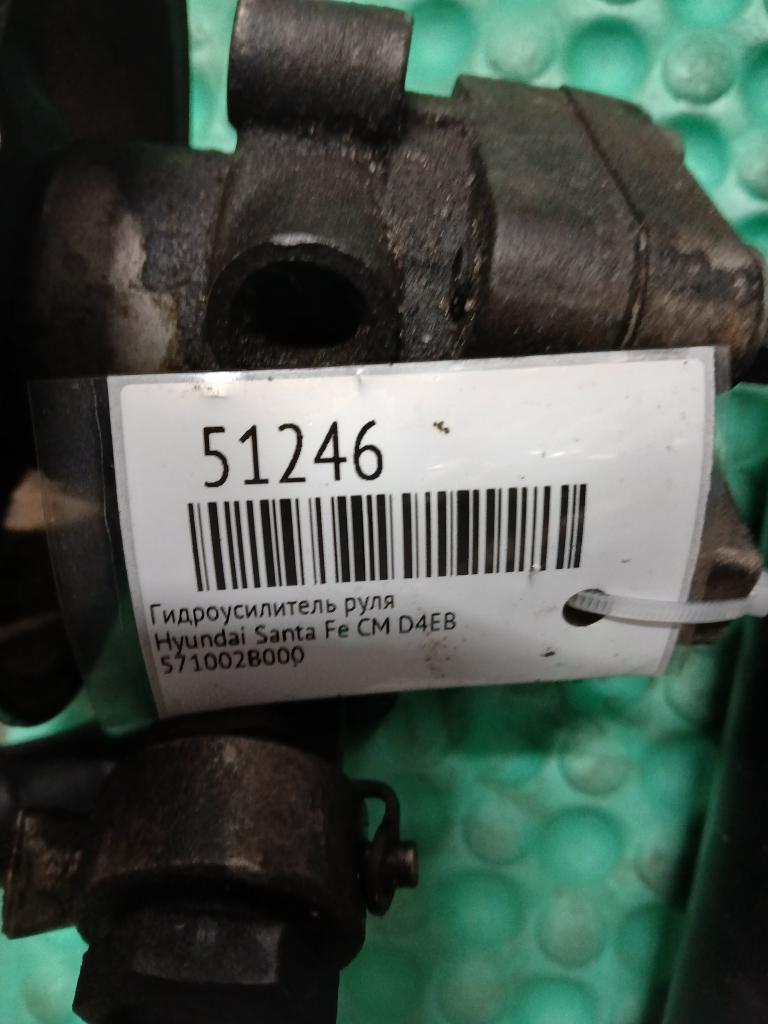 51246
Гидроусилитель руля
Hyundai Santa Fe CM D4EB
571002B000